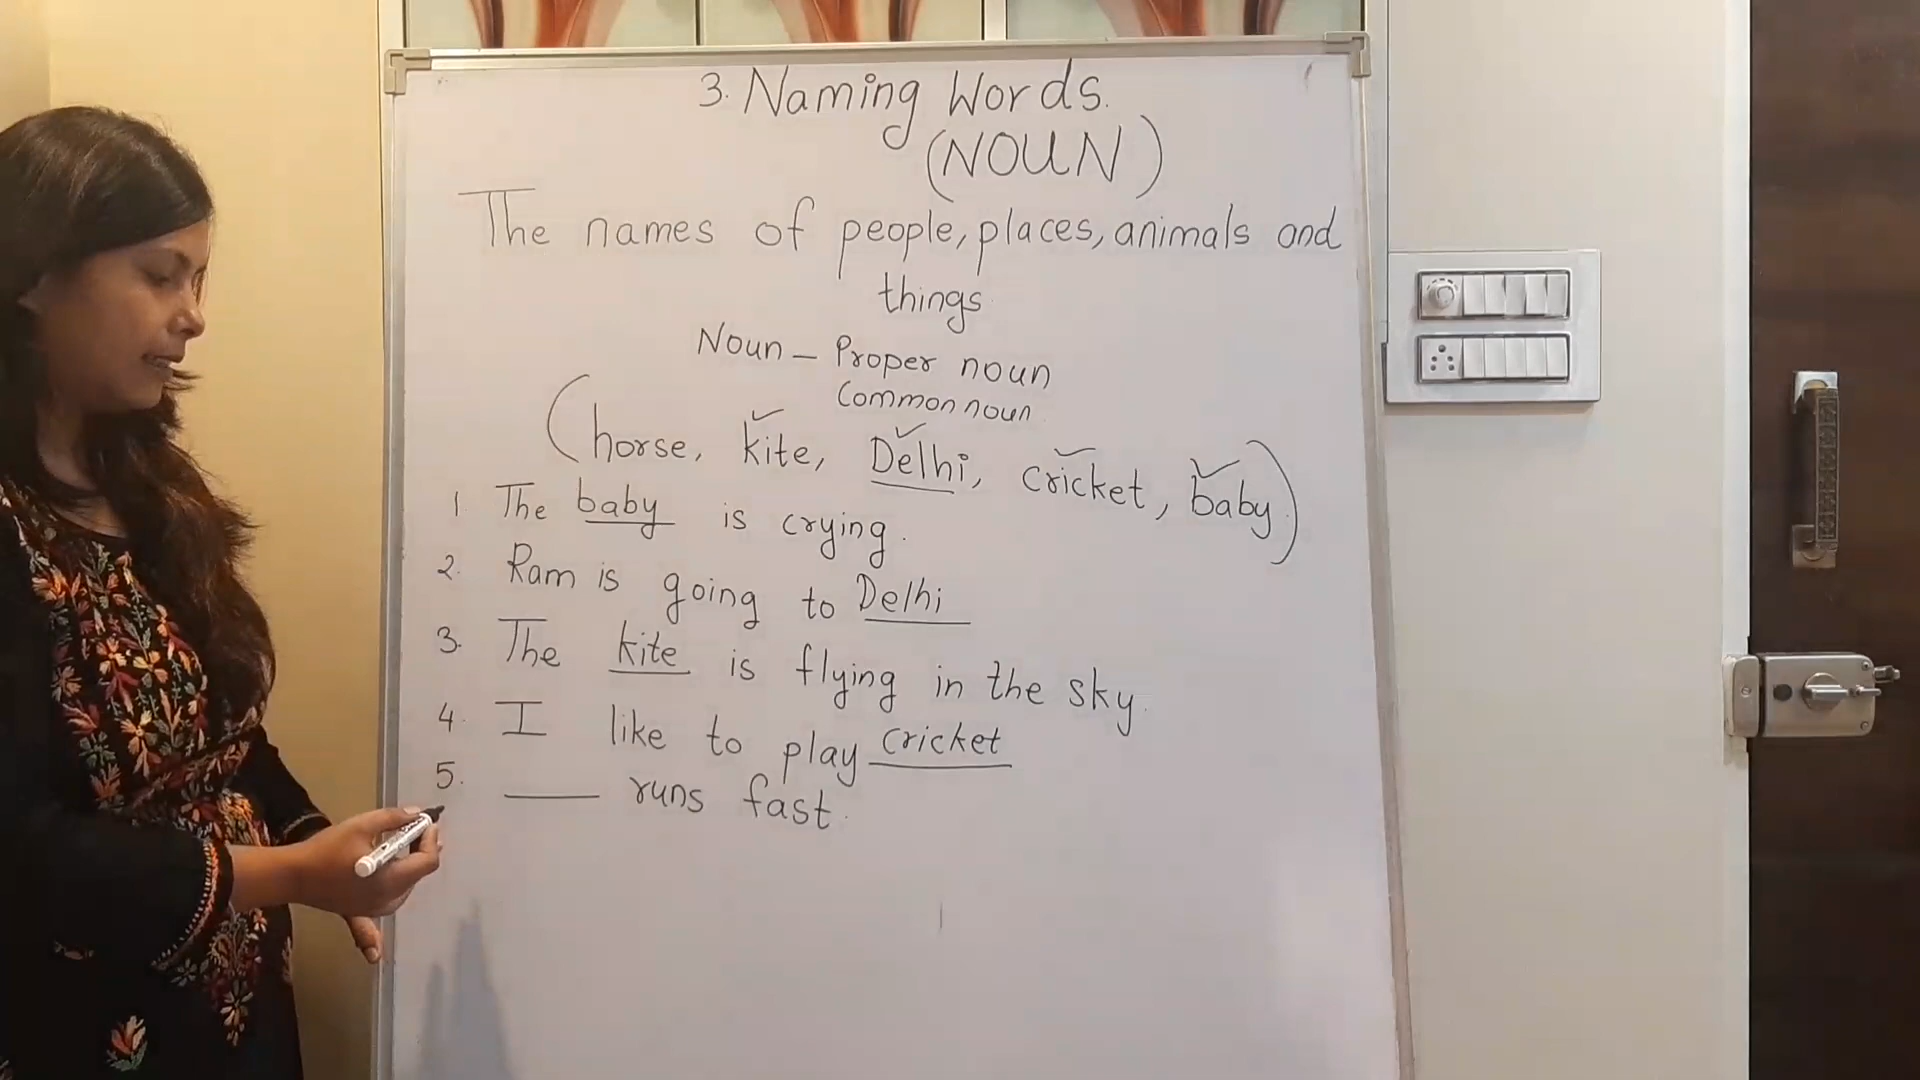 3. Naming Words.
(NOUN)
The names of people, places, animals and
things
Noun – Proper noun
Common noun
(horse, kite, Delhi, cricket, baby.)
1. The baby is crying.
2. Ram is going to Delhi
3. The kite is flying in the sky.
4. I like to play cricket
5. ____ runs fast.